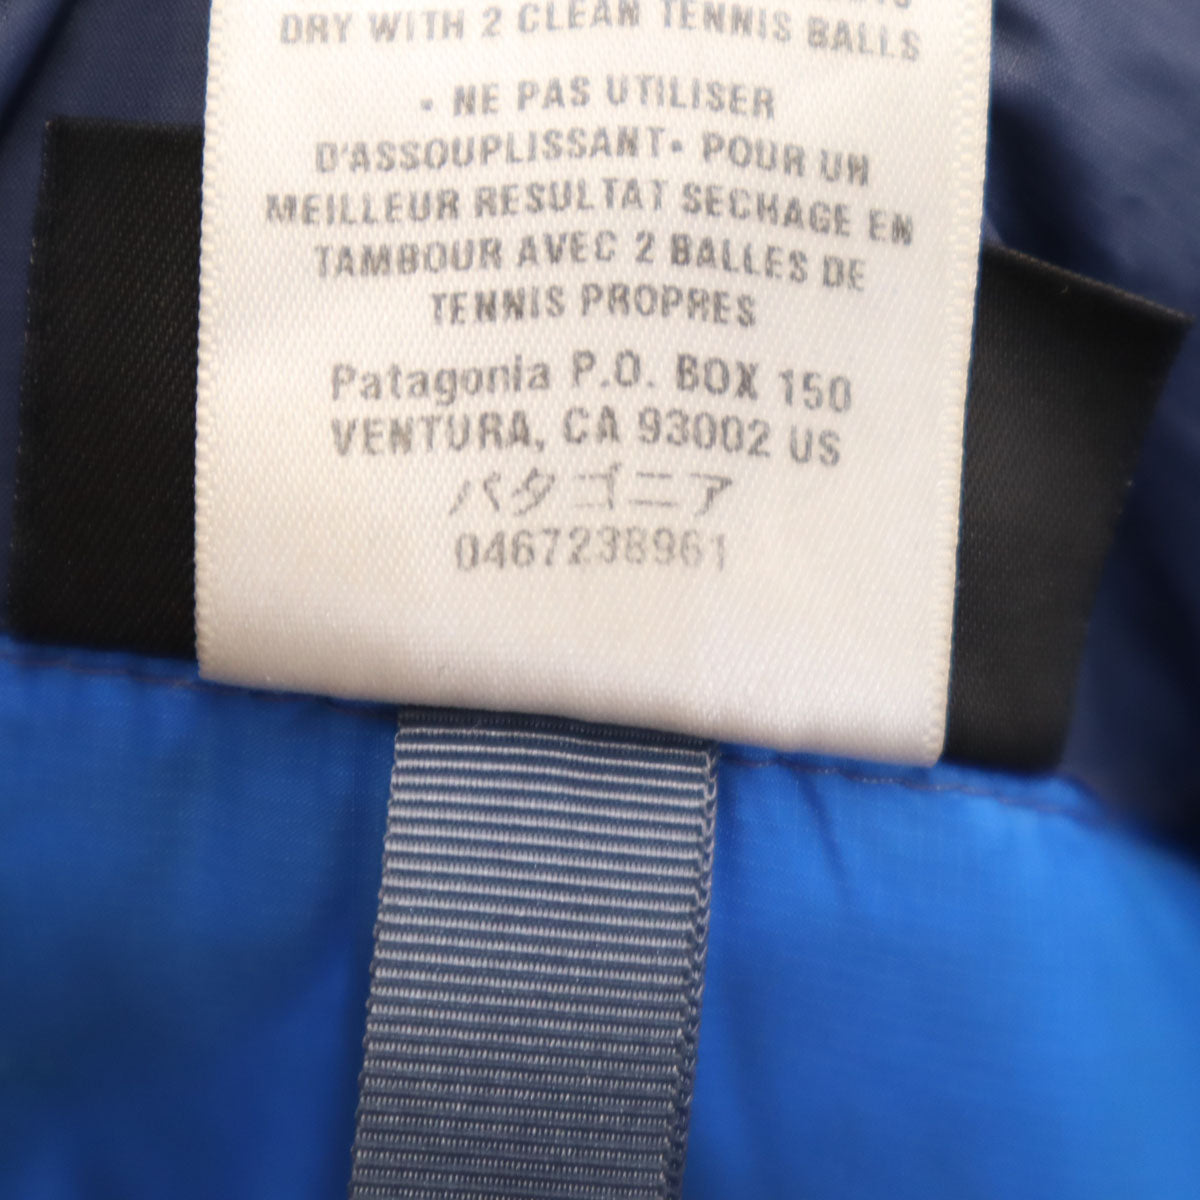 DRY WITH 2 CLEAN TENNIS BALLS
• NE PAS UTILISER
D'ASSOUPLISSANT• POUR UN
MEILLEUR RESULTAT SECHAGE EN
TAMBOUR AVEC 2 BALLES DE
TENNIS PROPRES
Patagonia P.O. BOX 150
VENTURA, CA 93002 US
パタゴニア
0467238961